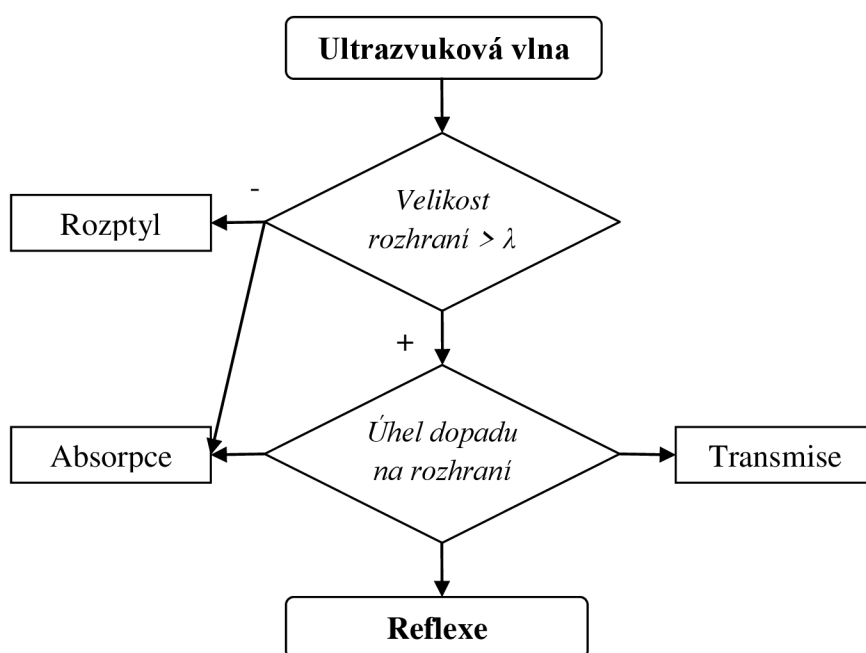 Ultrazvuková vlna
-
Velikost
rozhraní > λ
Rozptyl
+
Absorpce
Úhel dopadu
na rozhraní
Transmise
Reflexe